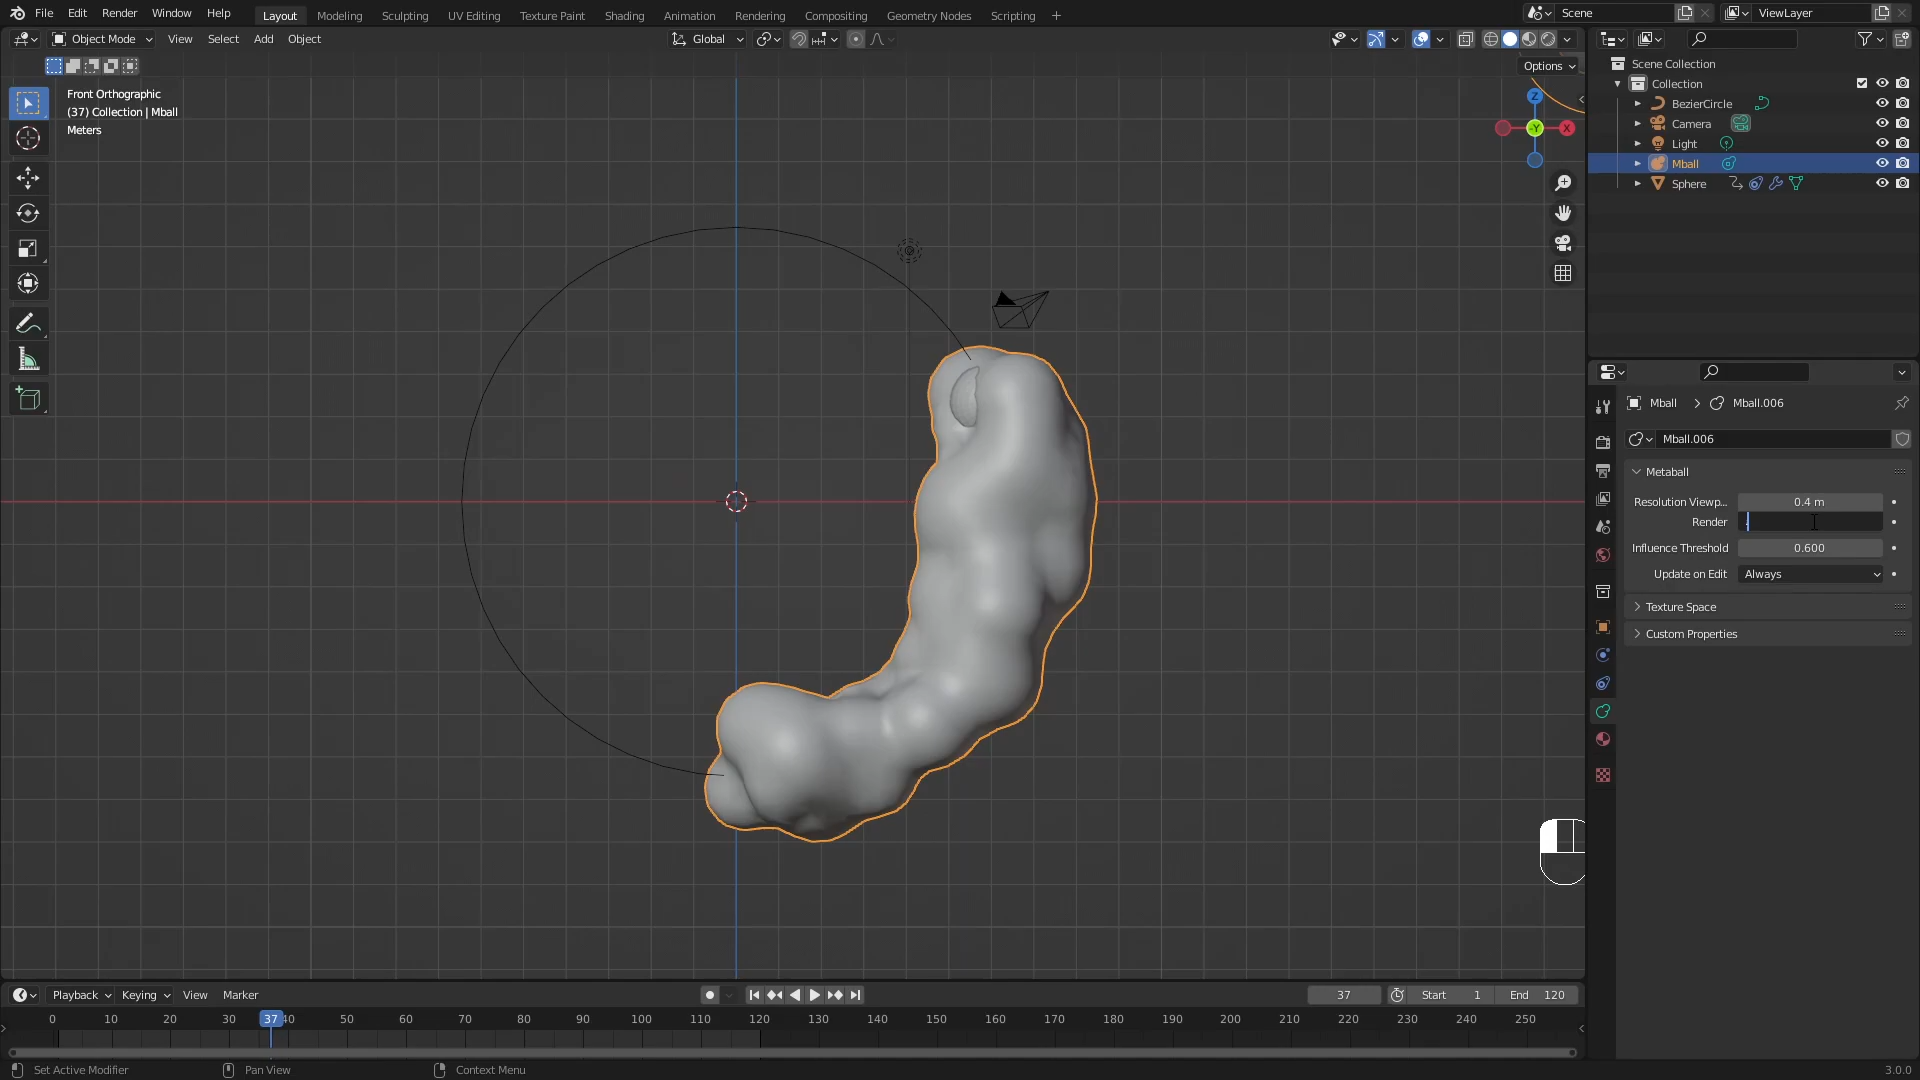 File Edit Render Window Help Layout Modeling Sculpting UV Editing Texture Paint Shading Animation Rendering Compositing Geometry Nodes Scripting + Scene ViewLayer
Object Mode View Select Add Object Global
Options
Front Orthographic
(37) Collection | Mball
Meters
Z
-Y
X
Scene Collection
Collection
BezierCircle
Camera
Light
Mball
Sphere
Mball > Mball.006
Mball.006
Metaball
Resolution Viewp... 0.4 m
Render
Influence Threshold 0.600
Update on Edit Always
Texture Space
Custom Properties
Playback Keying View Marker 37 Start 1 End 120
0 10 20 30 37 40 50 60 70 80 90 100 110 120 130 140 150 160 170 180 190 200 210 220 230 240 250
Set Active Modifier Pan View Context Menu 3.0.0